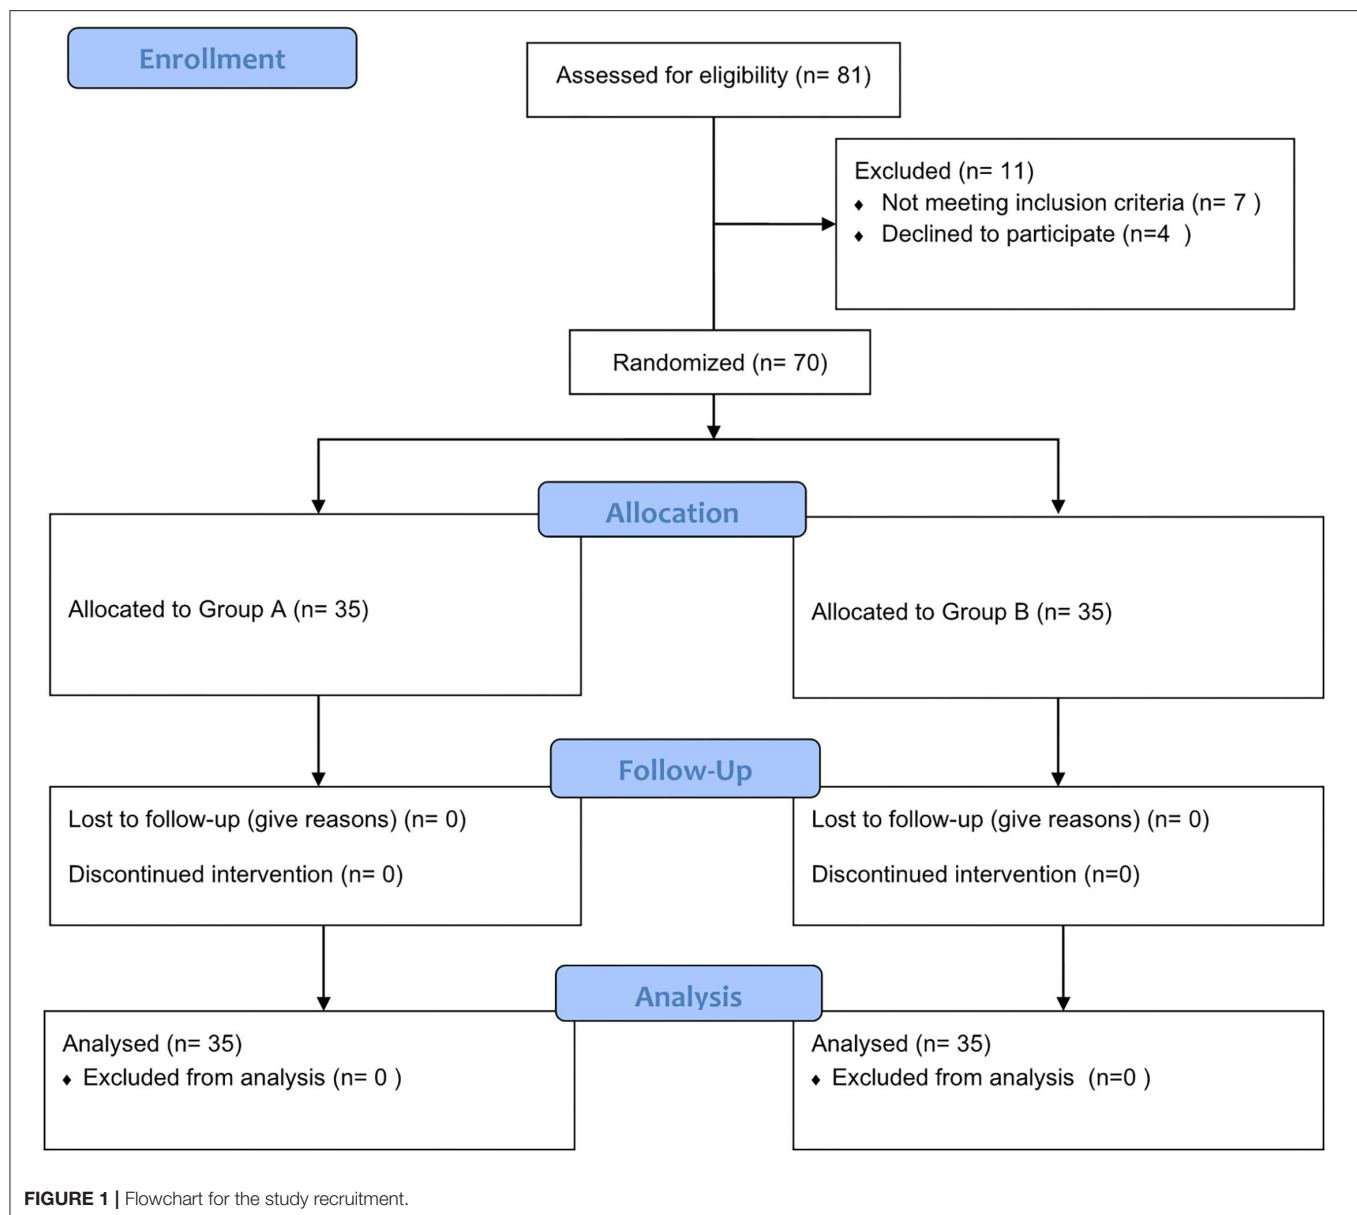 Enrollment
Assessed for eligibility (n= 81)
Excluded (n= 11)
♦ Not meeting inclusion criteria (n= 7 )
♦ Declined to participate (n=4 )
Randomized (n= 70)
Allocation
Allocated to Group A (n= 35)
Allocated to Group B (n= 35)
Follow-Up
Lost to follow-up (give reasons) (n= 0)
Discontinued intervention (n= 0)
Lost to follow-up (give reasons) (n= 0)
Discontinued intervention (n=0)
Analysis
Analysed (n= 35)
♦ Excluded from analysis (n= 0 )
Analysed (n= 35)
♦ Excluded from analysis (n=0 )
FIGURE 1 | Flowchart for the study recruitment.